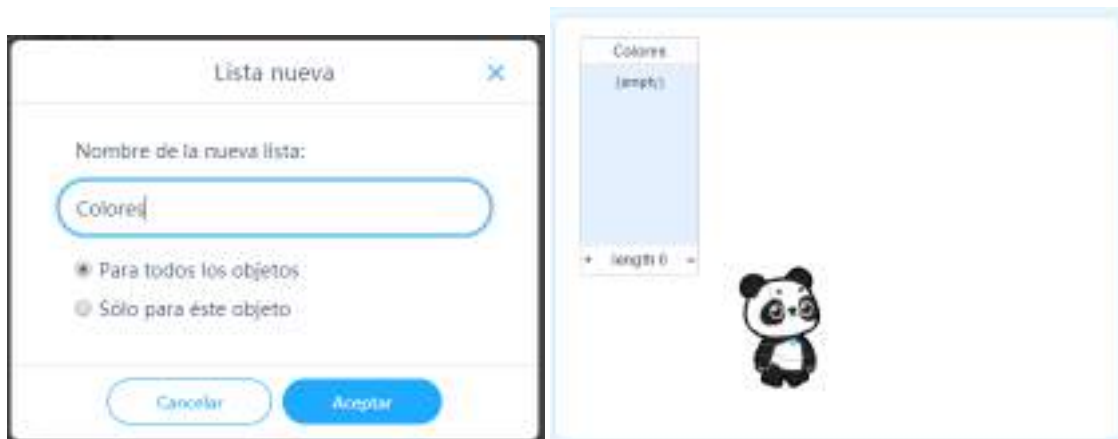 Lista nueva
Nombre de la nueva lista:
Colores
Para todos los objetos
Sólo para éste objeto
Cancelar
Aceptar
Colores
(empty)
+ length 0 =